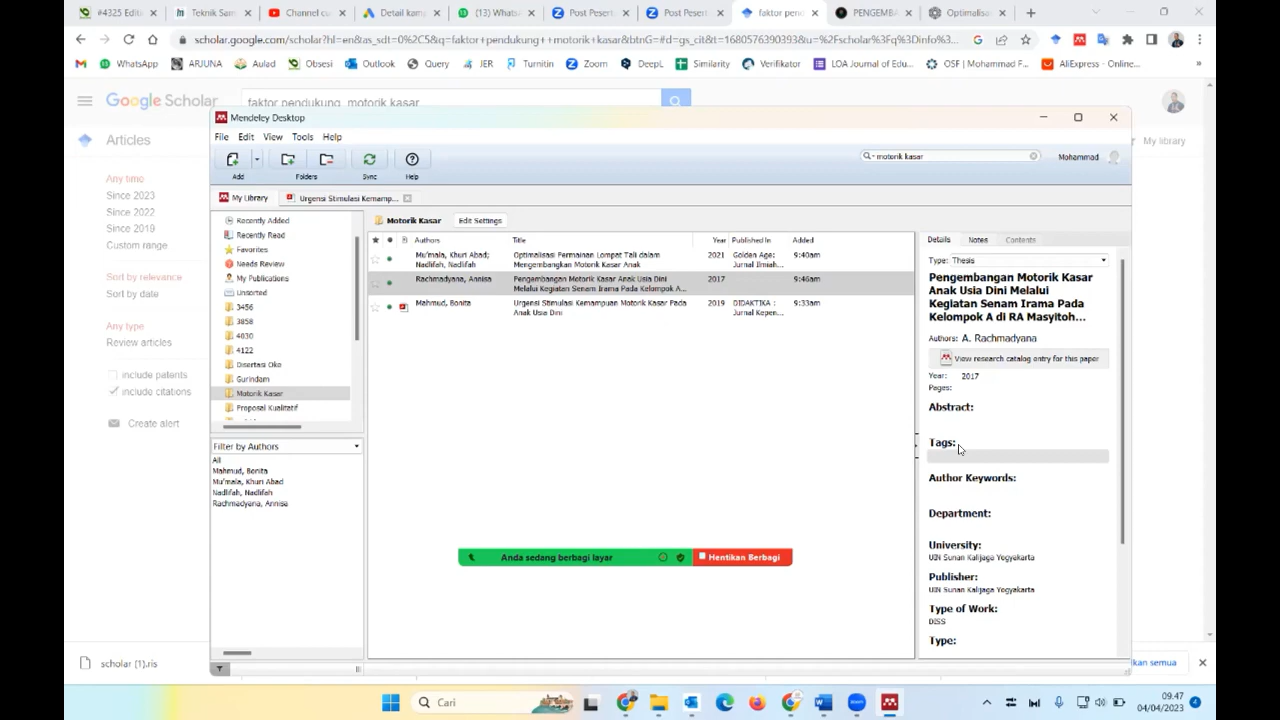 #4325 Edito
Teknik Sam
Channel cu
Detail kam
(13) WhatsA
Post Pesert
Post Peser
faktor pend
PENGEMBA
Optimalisas
scholar.google.com/scholar?hl=en&as_sdt=0%2C5&q=faktor+pendukung++motorik+kasar&btnG=#d=gs_cit&t=1680576390393&u=%2Fscholar%3Fq%3Dinfo%...
WhatsApp
ARJUNA
Aulad
Obsesi
Outlook
Query
JER
Turnitin
Zoom
DeepL
Similarity
Verifikator
LOA Journal of Edu...
OSF | Mohammad F...
AliExpress - Online...
»
Google Scholar
faktor pendukung motorik kasar
Mendeley Desktop
File Edit View Tools Help
Articles
My library
motorik kasar
Mohammad
Add
Folders
Sync
Help
Any time
Since 2023
Since 2022
Since 2019
Custom range...
Sort by relevance
Sort by date
Any type
Review articles
include patents
include citations
Create alert
My Library
Urgensi Stimulasi Kemamp...
Recently Added
Recently Read
Favorites
Needs Review
My Publications
Unsorted
3456
3858
4030
4122
Disertasi Oke
Gurindam
Motorik Kasar
Proposal Kualitatif
Filter by Authors
All
Mahmud, Bonita
Mu'mala, Khuri Abad
Nadlifah, Nadlifah
Rachmadyana, Annisa
Motorik Kasar
Edit Settings
Authors Title Year Published In Added
Mu'mala, Khuri Abad; Optimalisasi Permainan Lompat Tali dalam 2021 Golden Age: 9:40am
Nadlifah, Nadlifah Mengembangkan Motorik Kasar Anak Jurnal Ilmiah...
Rachmadyana, Annisa Pengembangan Motorik Kasar Anak Usia Dini 2017 9:46am
Melalui Kegiatan Senam Irama Pada Kelompok A...
Mahmud, Bonita Urgensi Stimulasi Kemampuan Motorik Kasar Pada 2019 DIDAKTIKA : 9:33am
Anak Usia Dini Jurnal Kepen...
Anda sedang berbagi layar
Hentikan Berbagi
Details Notes Contents
Type: Thesis
Pengembangan Motorik Kasar
Anak Usia Dini Melalui
Kegiatan Senam Irama Pada
Kelompok A di RA Masyitoh...
Authors: A. Rachmadyana
View research catalog entry for this paper
Year: 2017
Pages:
Abstract:
Tags:
Author Keywords:
Department:
University:
UIN Sunan Kalijaga Yogyakarta
Publisher:
UIN Sunan Kalijaga Yogyakarta
Type of Work:
DISS
Type:
scholar (1).ris
kan semua
Cari
09.47
04/04/2023
4